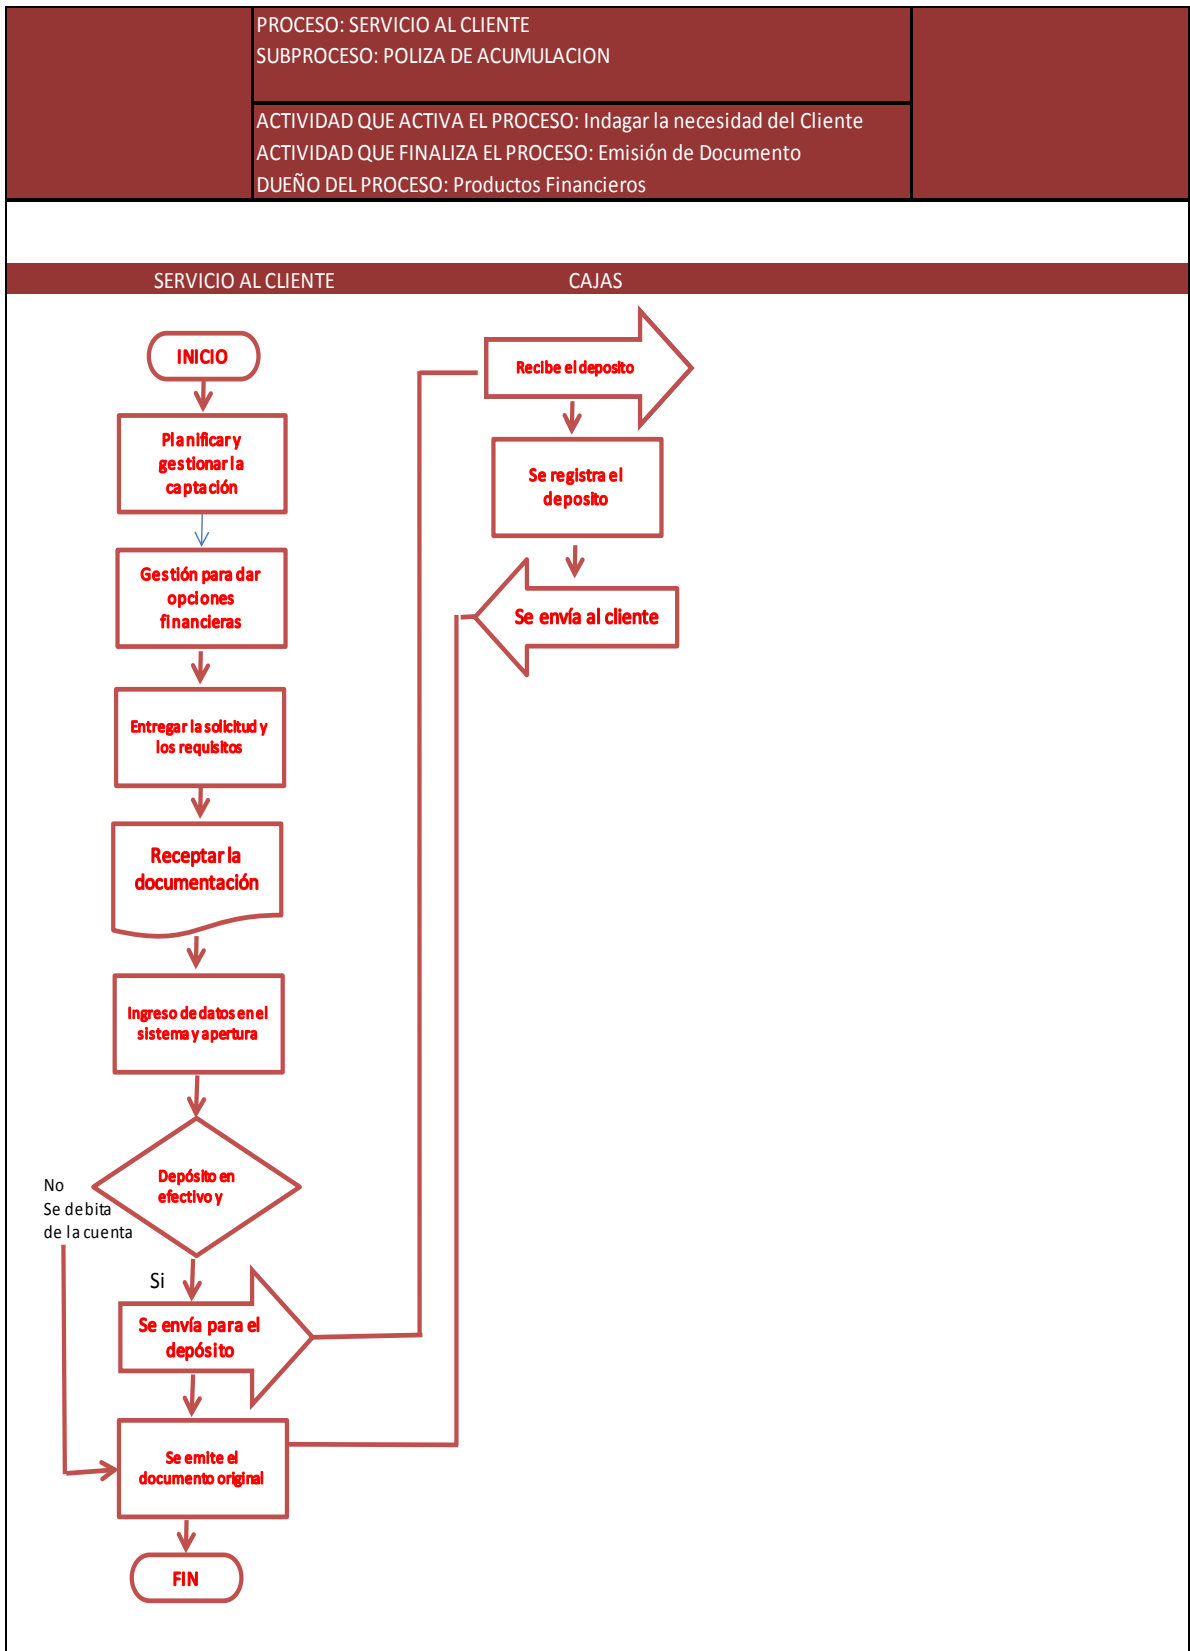 PROCESO: SERVICIO AL CLIENTE
SUBPROCESO: POLIZA DE ACUMULACION
ACTIVIDAD QUE ACTIVA EL PROCESO: Indagar la necesidad del Cliente
ACTIVIDAD QUE FINALIZA EL PROCESO: Emisión de Documento
DUEÑO DEL PROCESO: Productos Financieros
SERVICIO AL CLIENTE
INICIO
Planificar y
gestionar la
captación
Gestión para dar
opciones
financieras
Entregar la solicitud y
los requisitos
Receptar la
documentación
Ingreso de datos en el
sistema y apertura
Depósito en
efectivo y
No
Se debita
de la cuenta
Si
Se envía para el
depósito
Se emite el
documento original
FIN
CAJAS
Recibe el deposito
Se registra el
deposito
Se envía al cliente